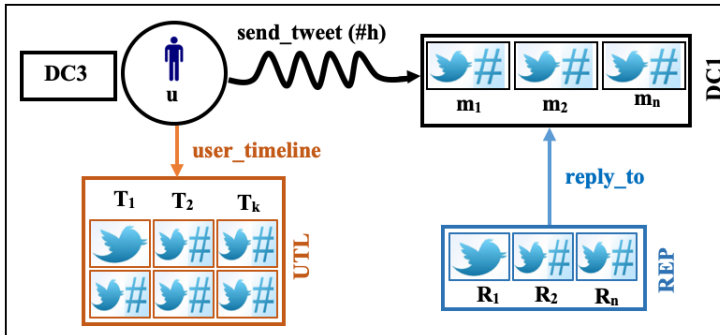 send_tweet (#h)
DC3
u
m1 m2 mn
DC1
user_timeline
reply_to
T1 T2 Tk
UTL
R1 R2 Rn
REP
# # #
# #
# # #
# #